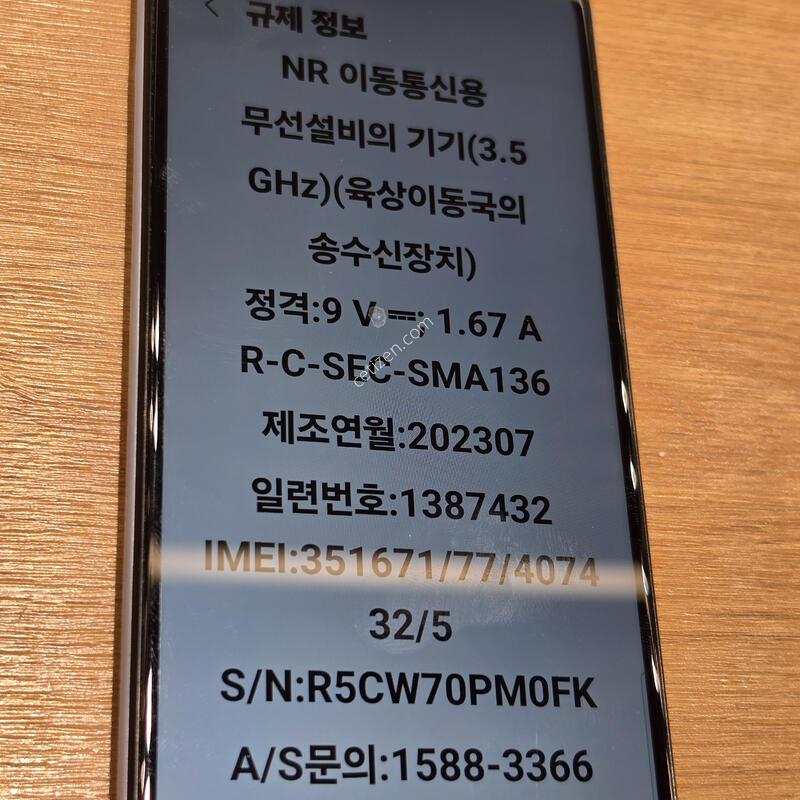 규제 정보
NR 이동통신용
무선설비의 기기(3.5
GHz)(육상이동국의
송수신장치)
정격:9 V ⎓; 1.67 A
R-C-SEC-SMA136
제조연월:202307
일련번호:1387432
IMEI:351671/77/4074
32/5
S/N:R5CW70PM0FK
A/S문의:1588-3366
cetizen.com